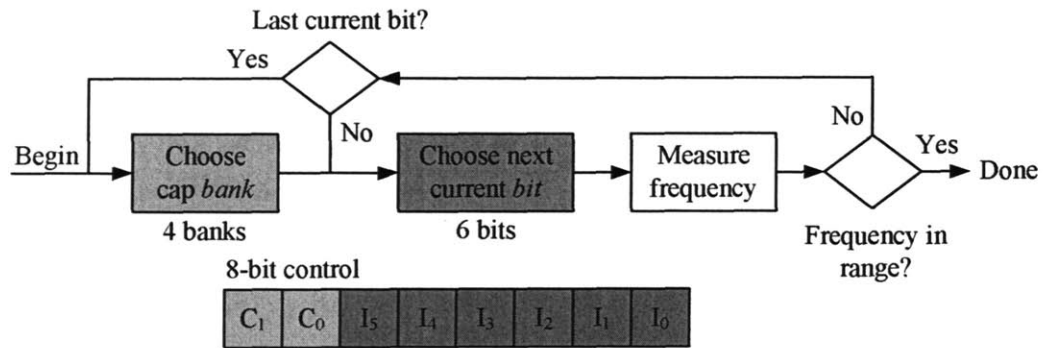 Last current bit?
Yes
No
No
Yes
Begin
Choose
cap bank
Choose next
current bit
Measure
frequency
Done
4 banks
6 bits
Frequency in
range?
8-bit control
C1 C0 I5 I4 I3 I2 I1 I0